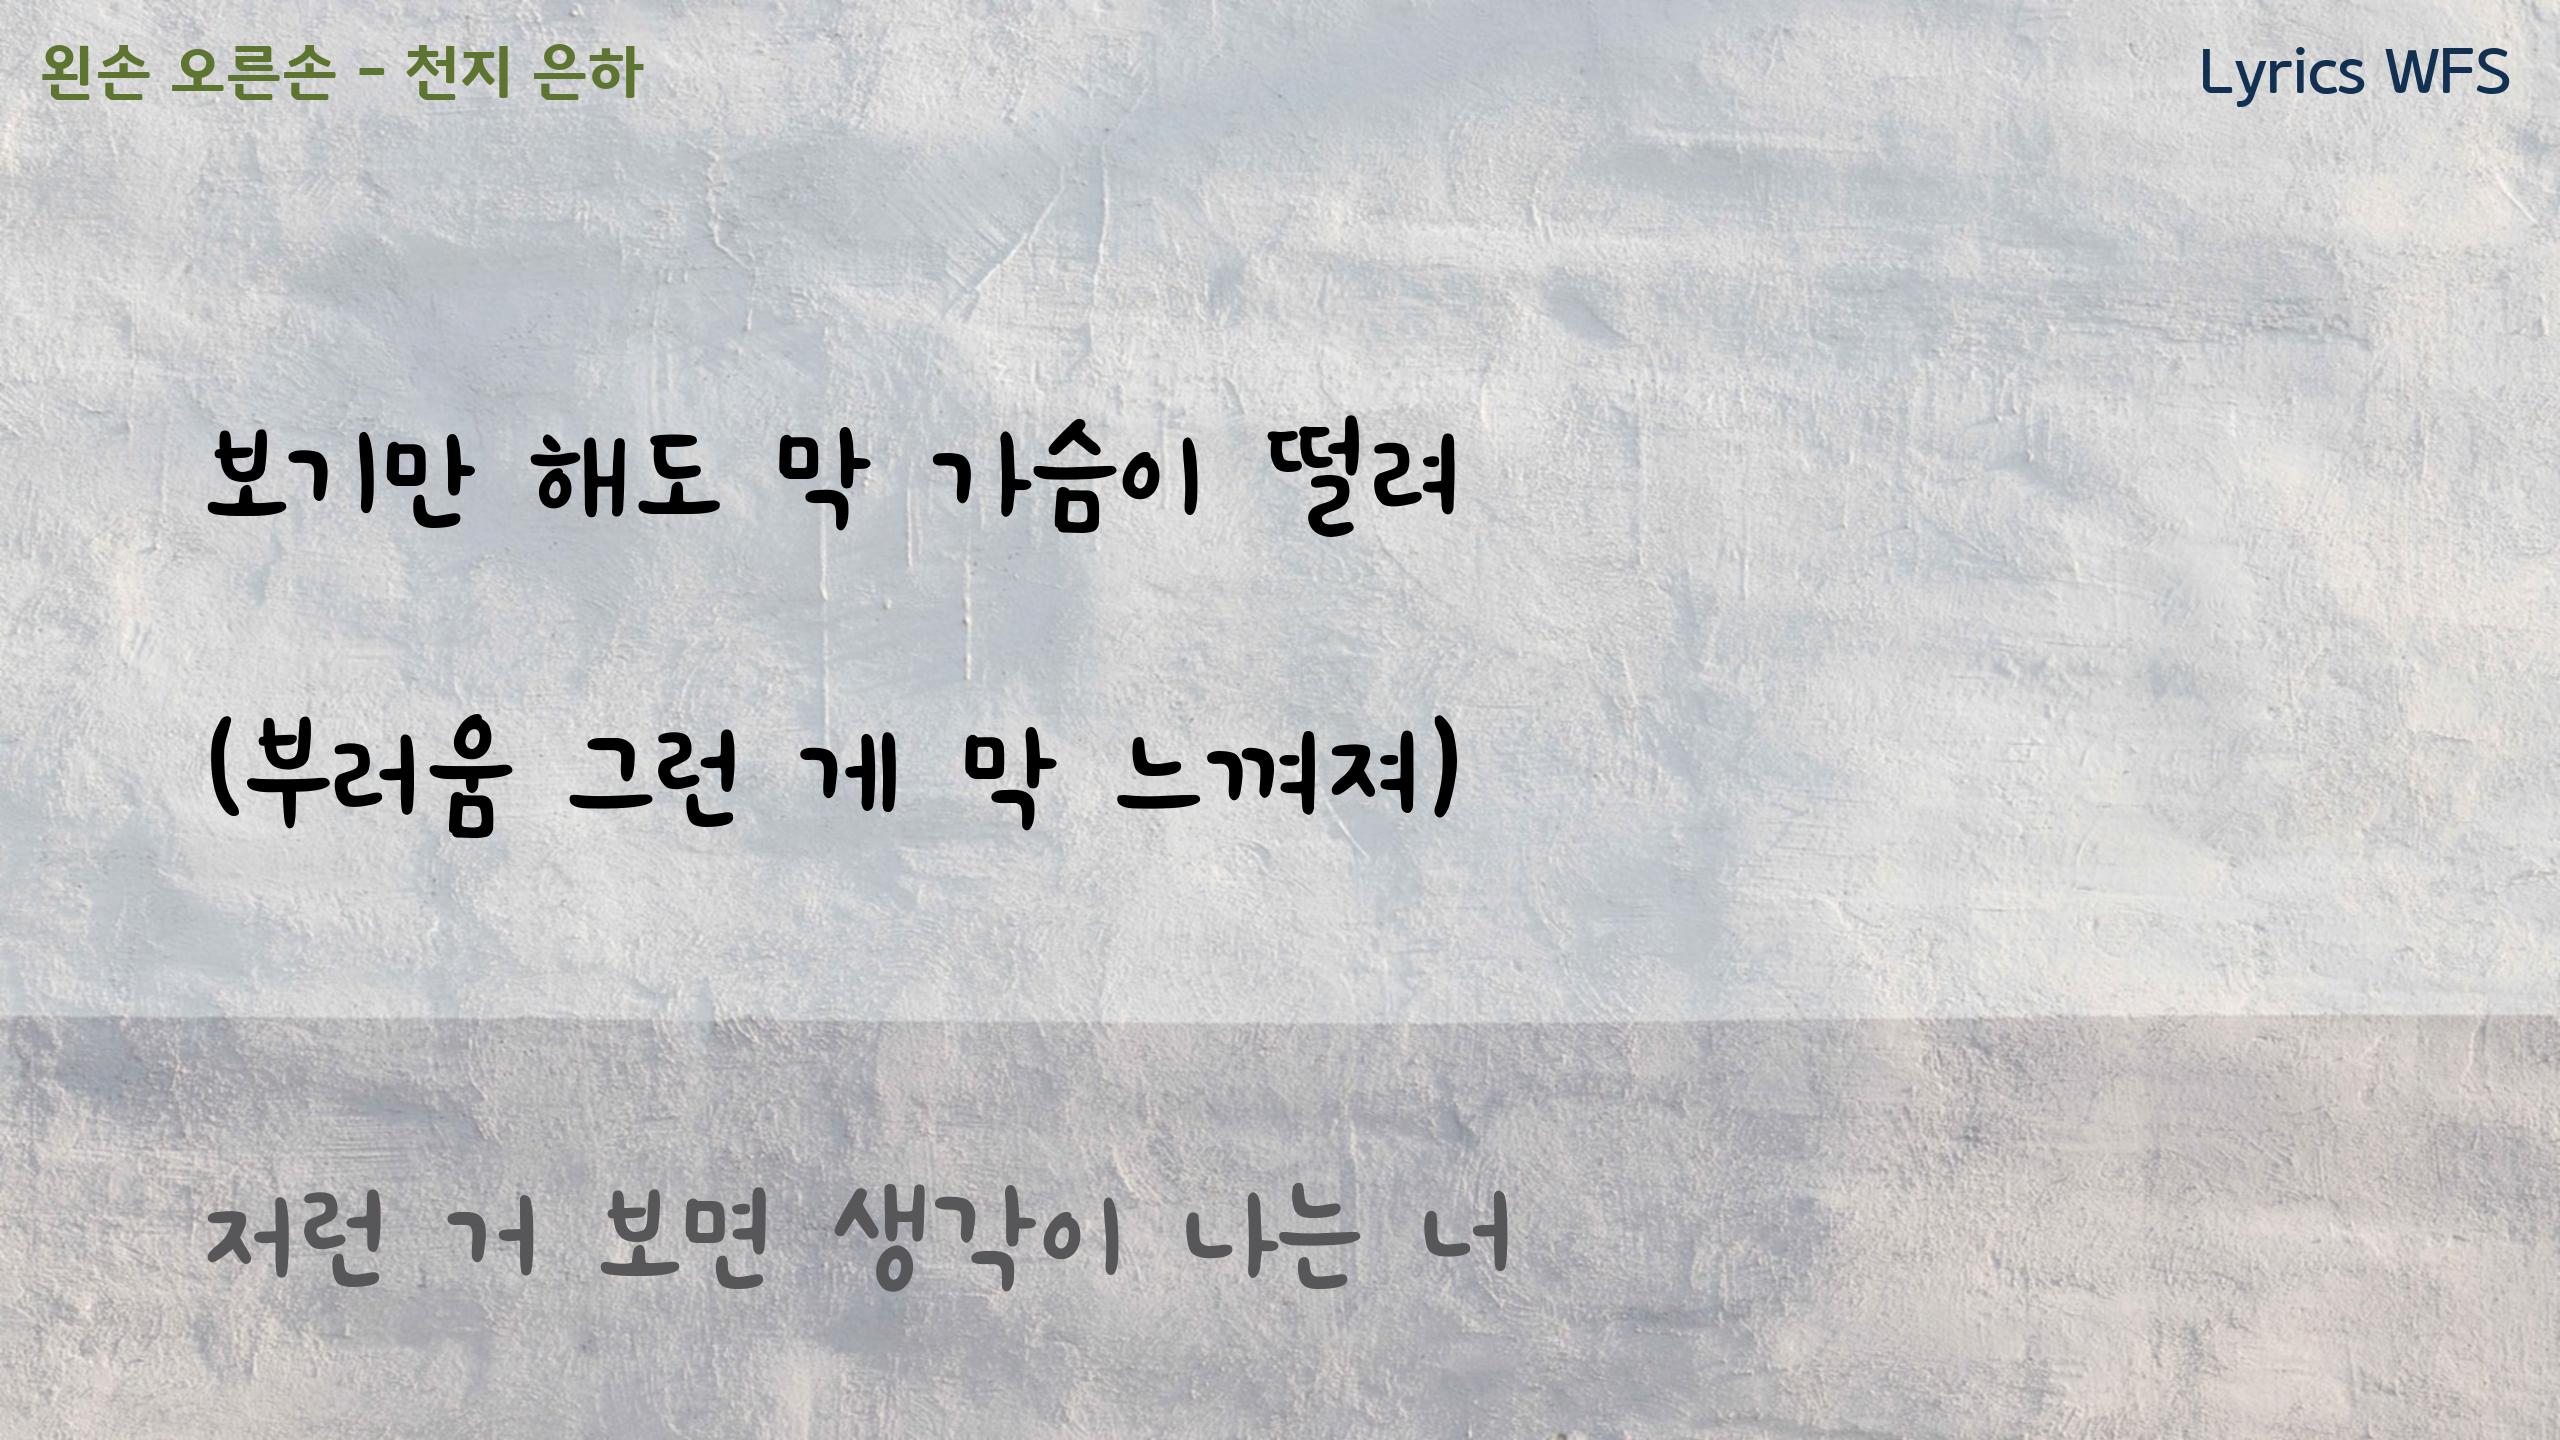 왼손 오른손 - 천지 은하
Lyrics WFS
보기만 해도 막 가슴이 떨려
(부러움 그런 게 막 느껴져)
저런 거 보면 생각이 나는 너